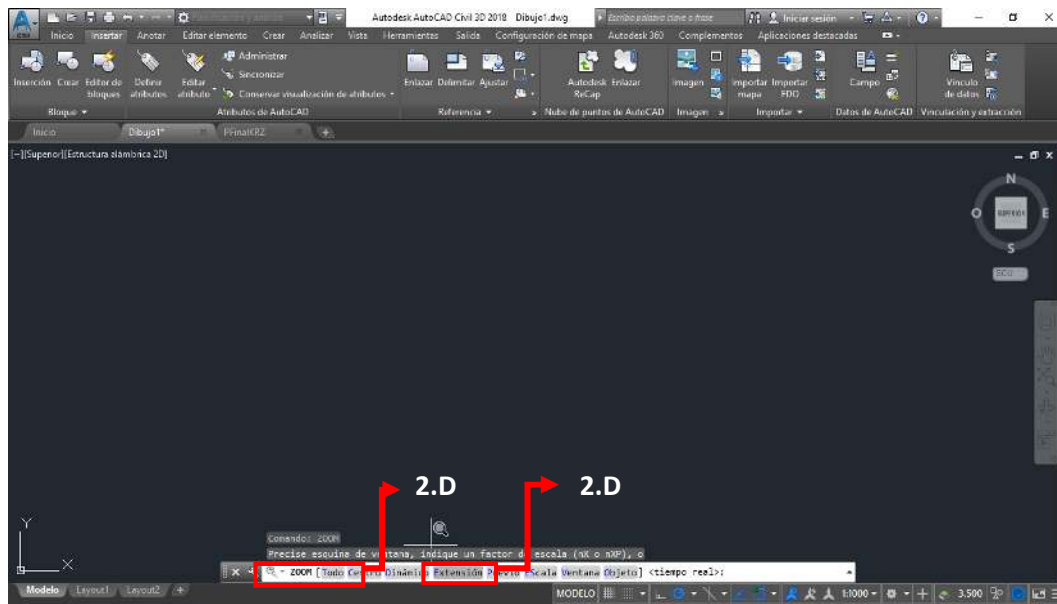 Autodesk AutoCAD Civil 3D 2018 Dibujo1.dwg Escriba palabra clave o frase Iniciar sesión
Inicio Insertar Anotar Editar elemento Crear Analizar Vista Herramientas Salida Configuración de mapa Autodesk 360 Complementos Aplicaciones destacadas
Administrar
Sincronizar
Conservar visualización de atributos
Inserción Crear Editor de bloques Definir atributos Editar atributo Enlazar Delimitar Ajustar Autodesk ReCap Enlazar Imagen Importar mapa Importar FDO Campo Vínculo de datos
Bloque Atributos de AutoCAD Referencia Nube de puntos de AutoCAD Imagen Importar Datos de AutoCAD Vinculación y extracción
Inicio Dibujo1* PFinalKRZ
[-][Superior][Estructura alámbrica 2D]
N
O SUPERIOR E
S
SCU
2.D 2.D
Y
X
Comando: ZOOM
Precise esquina de ventana, indique un factor de escala (nX o nXP), o
ZOOM [Todo Centro Dinámico Extensión Previo EScala Ventana Objeto] <tiempo real>:
Modelo Layout1 Layout2 + MODELO 1:1000 3.500